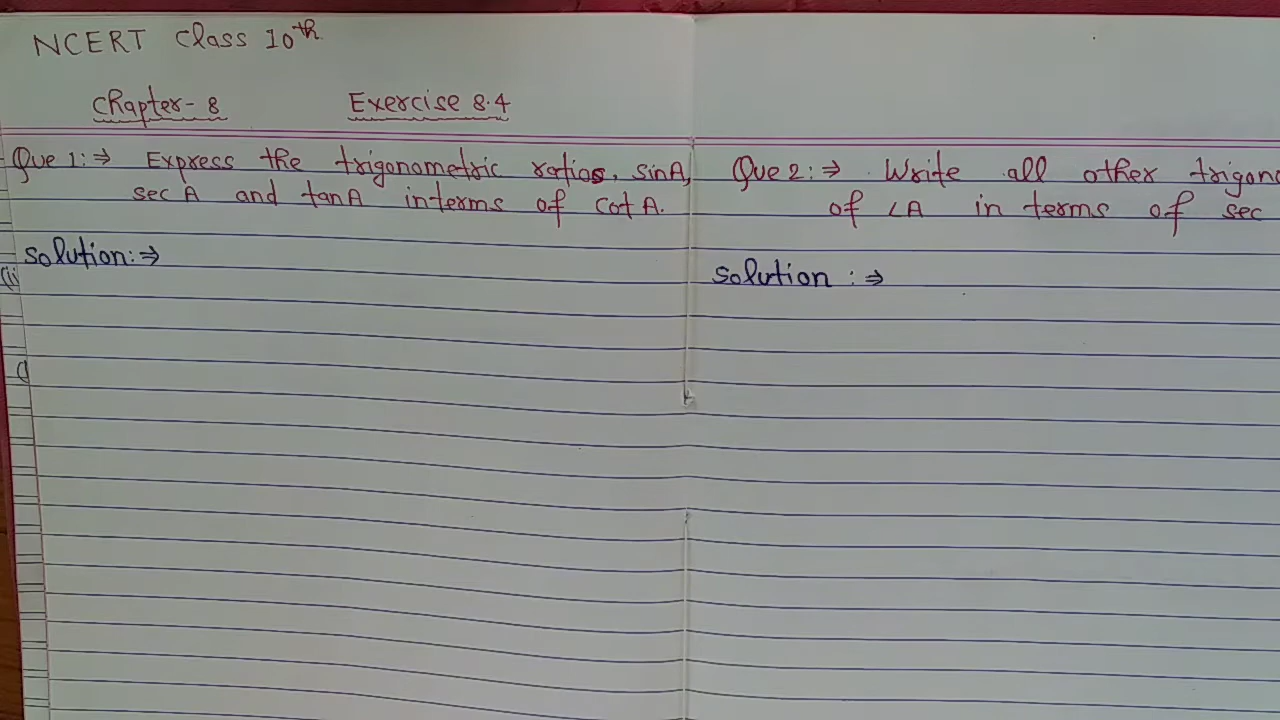 NCERT Class 10th
Chapter-8 Exercise 8.4
Que 1:⇒ Express the trigonometric ratios, sinA,
sec A and tanA interms of cot A.
Solution:⇒
(i)
Que 2:⇒ Write all other trigono
of ∠A in terms of sec
Solution :⇒